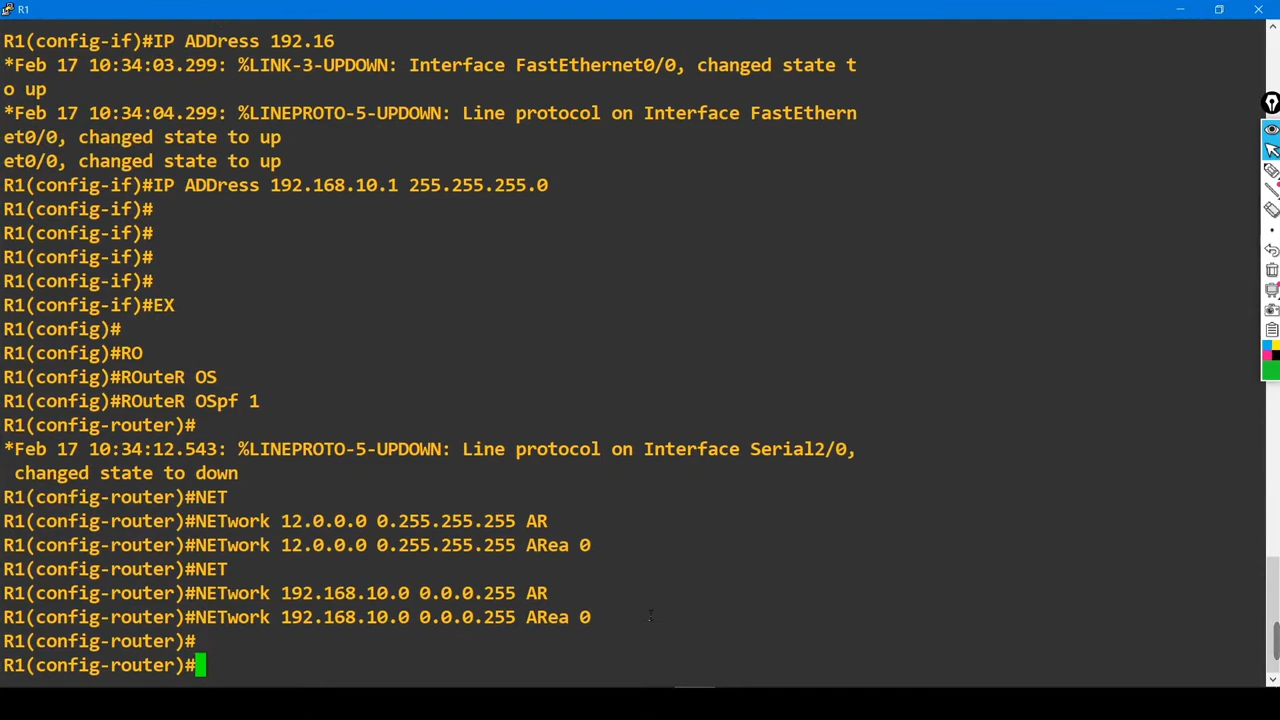 R1
R1(config-if)#IP ADDress 192.16
*Feb 17 10:34:03.299: %LINK-3-UPDOWN: Interface FastEthernet0/0, changed state t
o up
*Feb 17 10:34:04.299: %LINEPROTO-5-UPDOWN: Line protocol on Interface FastEthern
et0/0, changed state to up
et0/0, changed state to up
R1(config-if)#IP ADDress 192.168.10.1 255.255.255.0
R1(config-if)#
R1(config-if)#
R1(config-if)#
R1(config-if)#
R1(config-if)#EX
R1(config)#
R1(config)#RO
R1(config)#ROuteR OS
R1(config)#ROuteR OSpf 1
R1(config-router)#
*Feb 17 10:34:12.543: %LINEPROTO-5-UPDOWN: Line protocol on Interface Serial2/0,
 changed state to down
R1(config-router)#NET
R1(config-router)#NETwork 12.0.0.0 0.255.255.255 AR
R1(config-router)#NETwork 12.0.0.0 0.255.255.255 ARea 0
R1(config-router)#NET
R1(config-router)#NETwork 192.168.10.0 0.0.0.255 AR
R1(config-router)#NETwork 192.168.10.0 0.0.0.255 ARea 0
R1(config-router)#
R1(config-router)#